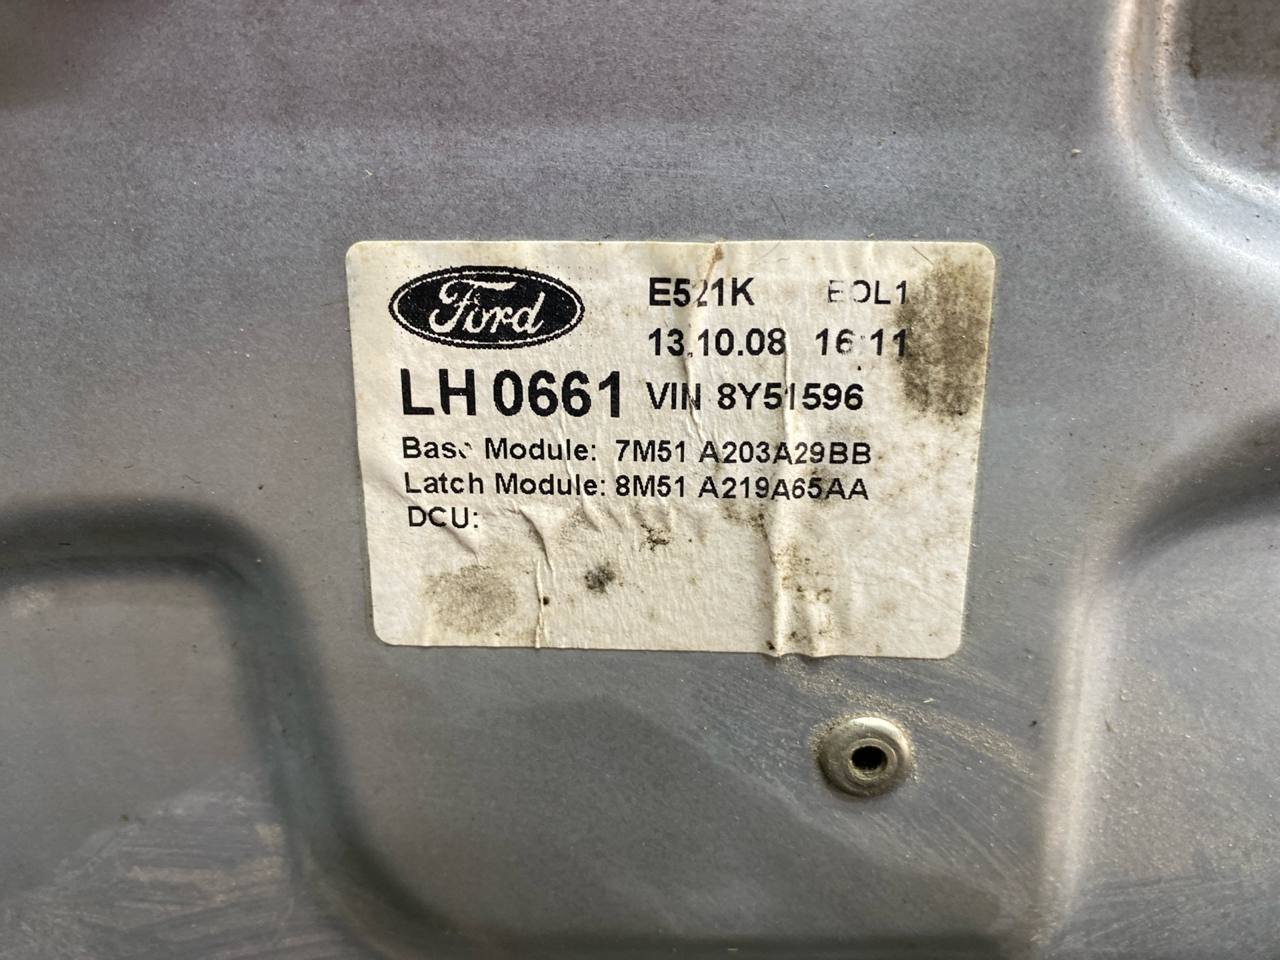 Ford
E521K EOL1
13.10.08 16:11
LH 0661 VIN 8Y51596
Base Module: 7M51 A203A29BB
Latch Module: 8M51 A219A65AA
DCU: